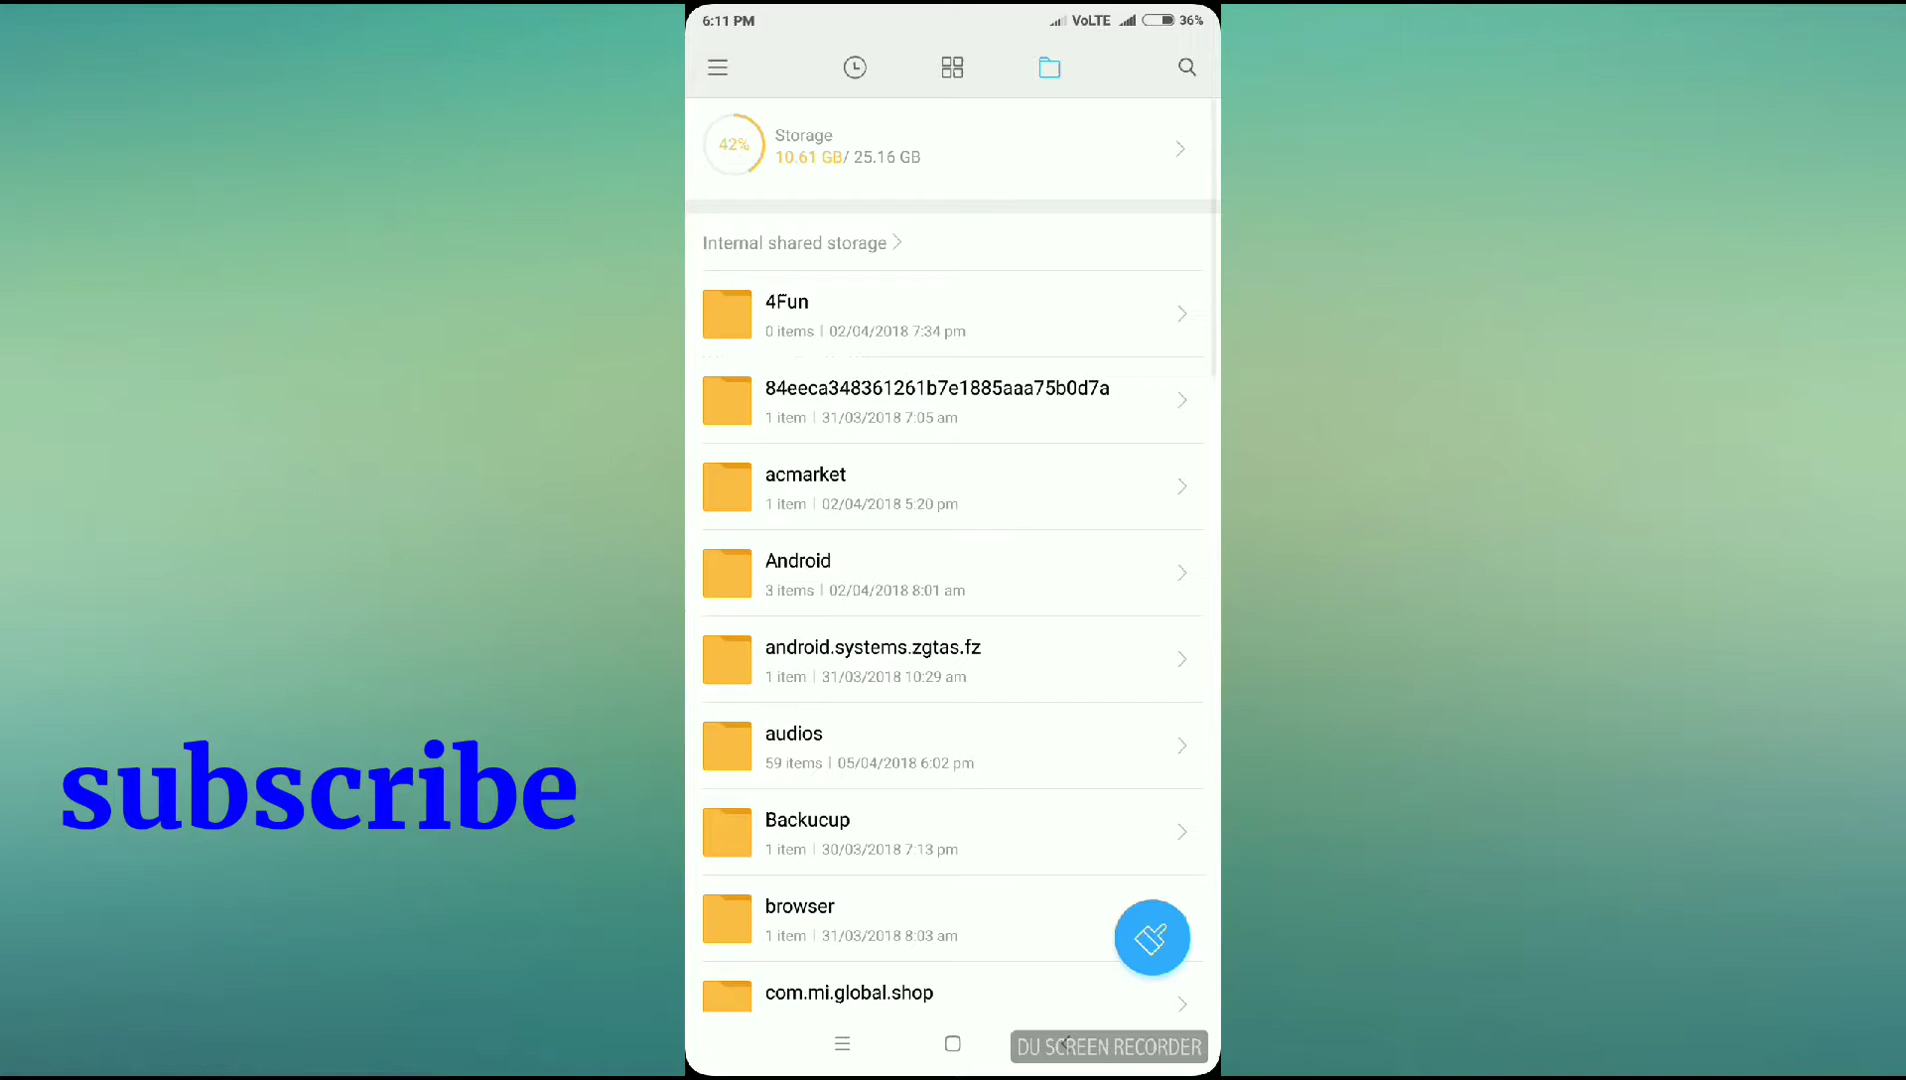 6:11 PM VoLTE 36%
42% Storage
10.61 GB/ 25.16 GB
Internal shared storage
4Fun
0 items | 02/04/2018 7:34 pm
84eeca348361261b7e1885aaa75b0d7a
1 item | 31/03/2018 7:05 am
acmarket
1 item | 02/04/2018 5:20 pm
Android
3 items | 02/04/2018 8:01 am
android.systems.zgtas.fz
1 item | 31/03/2018 10:29 am
audios
59 items | 05/04/2018 6:02 pm
Backucup
1 item | 30/03/2018 7:13 pm
browser
1 item | 31/03/2018 8:03 am
com.mi.global.shop
DU SCREEN RECORDER
subscribe